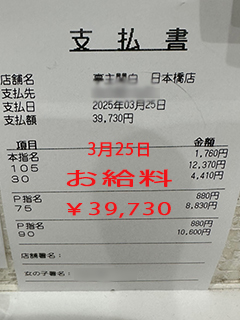 支払書
店舗名 亭主関白 日本橋店
支払先
支払日 2025年03月25日
支払額 39,730円
項目 金額
本指名 1,760円
105 12,370円
30 4,410円
3月25日
お給料
¥39,730
P指名 880円
75 8,830円
P指名 880円
90 10,600円
店舗署名:
女の子署名: